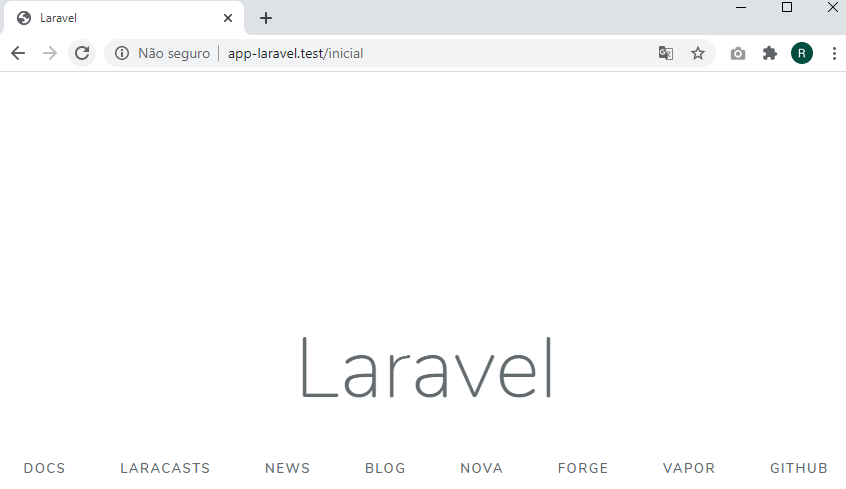 Laravel
Não seguro | app-laravel.test/inicial
R
Laravel
DOCS LARACASTS NEWS BLOG NOVA FORGE VAPOR GITHUB